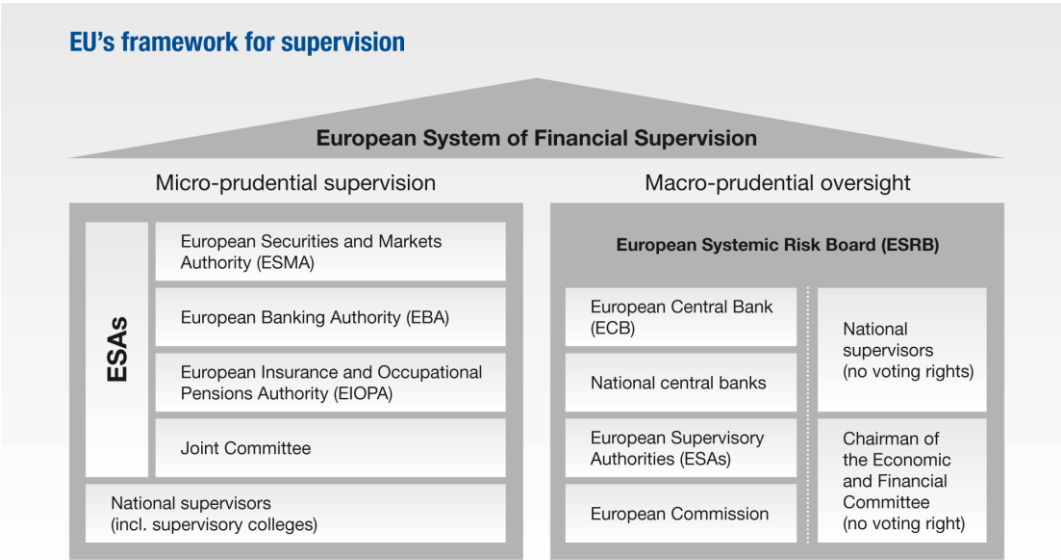 EU's framework for supervision
European System of Financial Supervision
Micro-prudential supervision
ESAs
European Securities and Markets
Authority (ESMA)
European Banking Authority (EBA)
European Insurance and Occupational
Pensions Authority (EIOPA)
Joint Committee
National supervisors
(incl. supervisory colleges)
Macro-prudential oversight
European Systemic Risk Board (ESRB)
European Central Bank
(ECB)
National central banks
European Supervisory
Authorities (ESAs)
European Commission
National
supervisors
(no voting rights)
Chairman of
the Economic
and Financial
Committee
(no voting right)